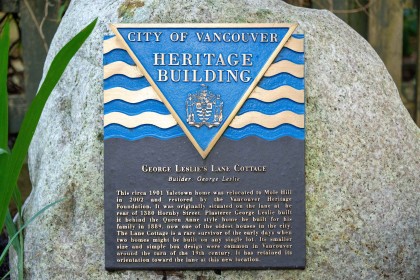 CITY OF VANCOUVER
HERITAGE
BUILDING
GEORGE LESLIE'S LANE COTTAGE
Builder: George Leslie
This circa 1901 Yaletown home was relocated to Mole Hill
in 2002 and restored by the Vancouver Heritage
Foundation. It was originally situated on the lane at the
rear of 1380 Hornby Street. Plasterer George Leslie built
it behind the Queen Anne style home he built for his
family in 1889, now one of the oldest houses in the city.
The Lane Cottage is a rare survivor of the early days when
two homes might be built on any single lot. Its smaller
size and simple box design were common in Vancouver
around the turn of the 19th century. It has retained its
orientation toward the lane at this new location.